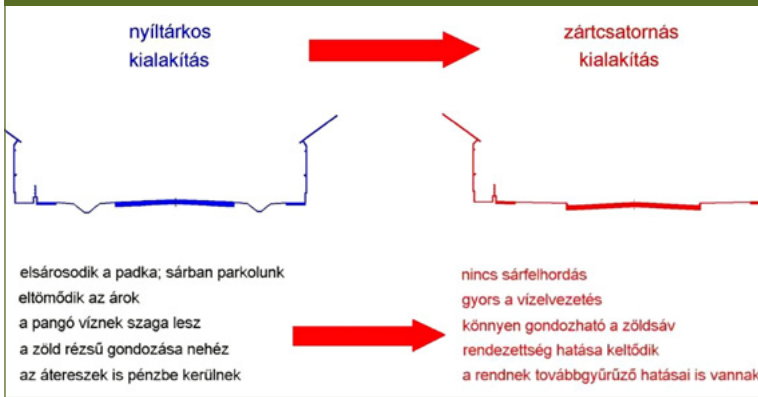 nyíltárkos
kialakítás
zártcsatornás
kialakítás
elsárosodik a padka; sárban parkolunk
eltömődik az árok
a pangó víznek szaga lesz
a zöld rézsű gondozása nehéz
az átereszek is pénzbe kerülnek
nincs sárfelhordás
gyors a vízelvezetés
könnyen gondozható a zöldsáv
rendezettség hatása keltődik
a rendnek továbbgyűrűző hatásai is vannak